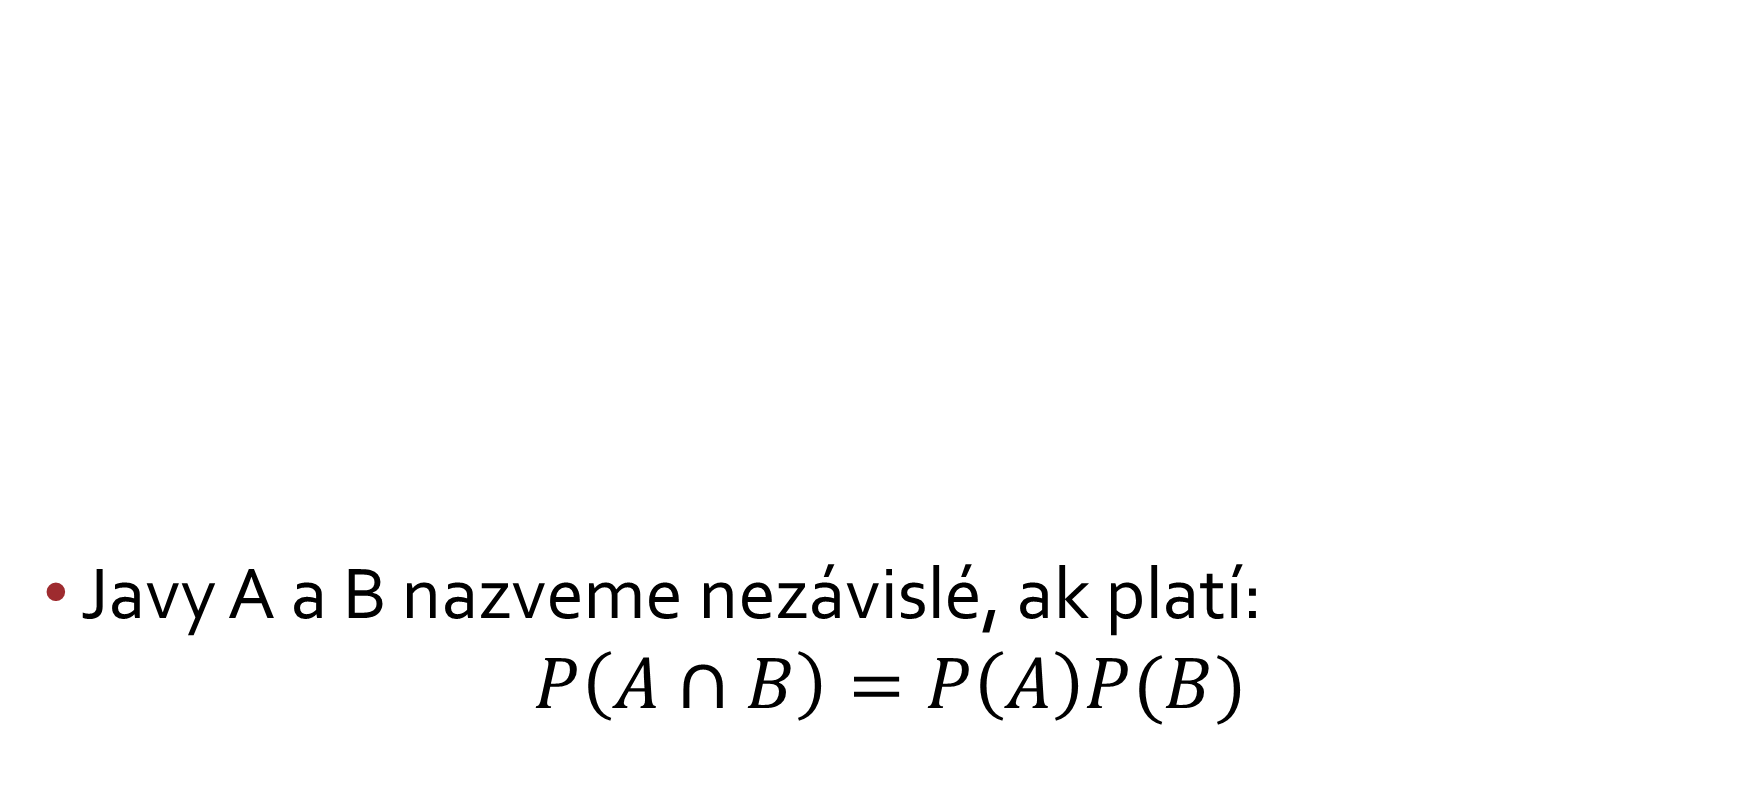 • Javy A a B nazveme nezávislé, ak platí:
P(A ∩ B) = P(A)P(B)